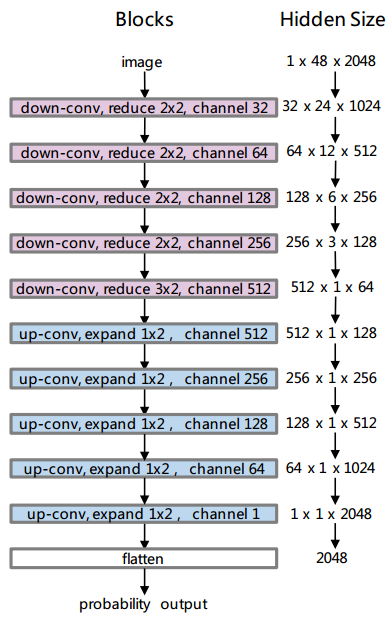 Blocks Hidden Size
image 1 x 48 x 2048
down-conv, reduce 2x2, channel 32 32 x 24 x 1024
down-conv, reduce 2x2, channel 64 64 x 12 x 512
down-conv, reduce 2x2, channel 128 128 x 6 x 256
down-conv, reduce 2x2, channel 256 256 x 3 x 128
down-conv, reduce 3x2, channel 512 512 x 1 x 64
up-conv, expand 1x2 , channel 512 512 x 1 x 128
up-conv, expand 1x2 , channel 256 256 x 1 x 256
up-conv, expand 1x2 , channel 128 128 x 1 x 512
up-conv, expand 1x2 , channel 64 64 x 1 x 1024
up-conv, expand 1x2 , channel 1 1 x 1 x 2048
flatten 2048
probability output